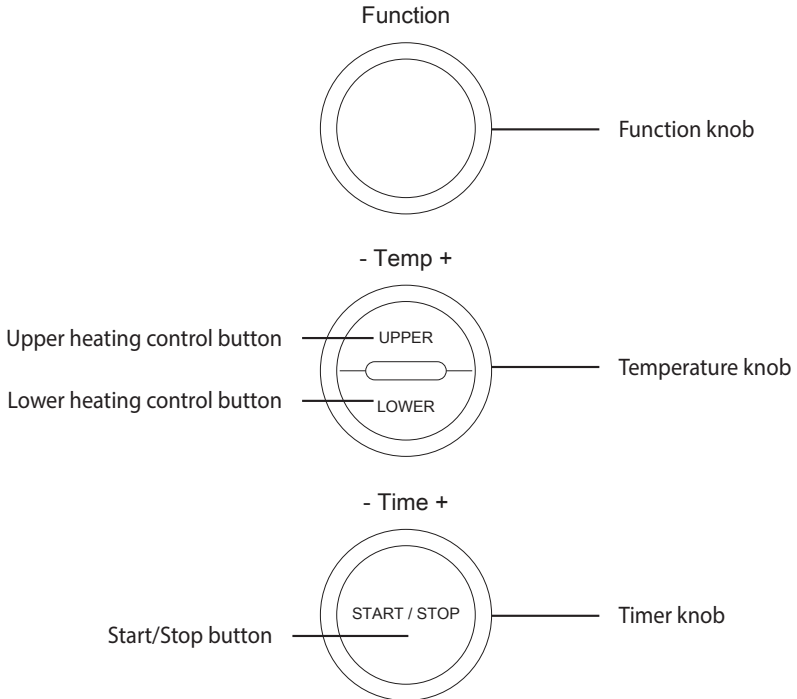 Function
Function knob
- Temp +
Upper heating control button
UPPER
Temperature knob
Lower heating control button
LOWER
- Time +
START / STOP
Timer knob
Start/Stop button